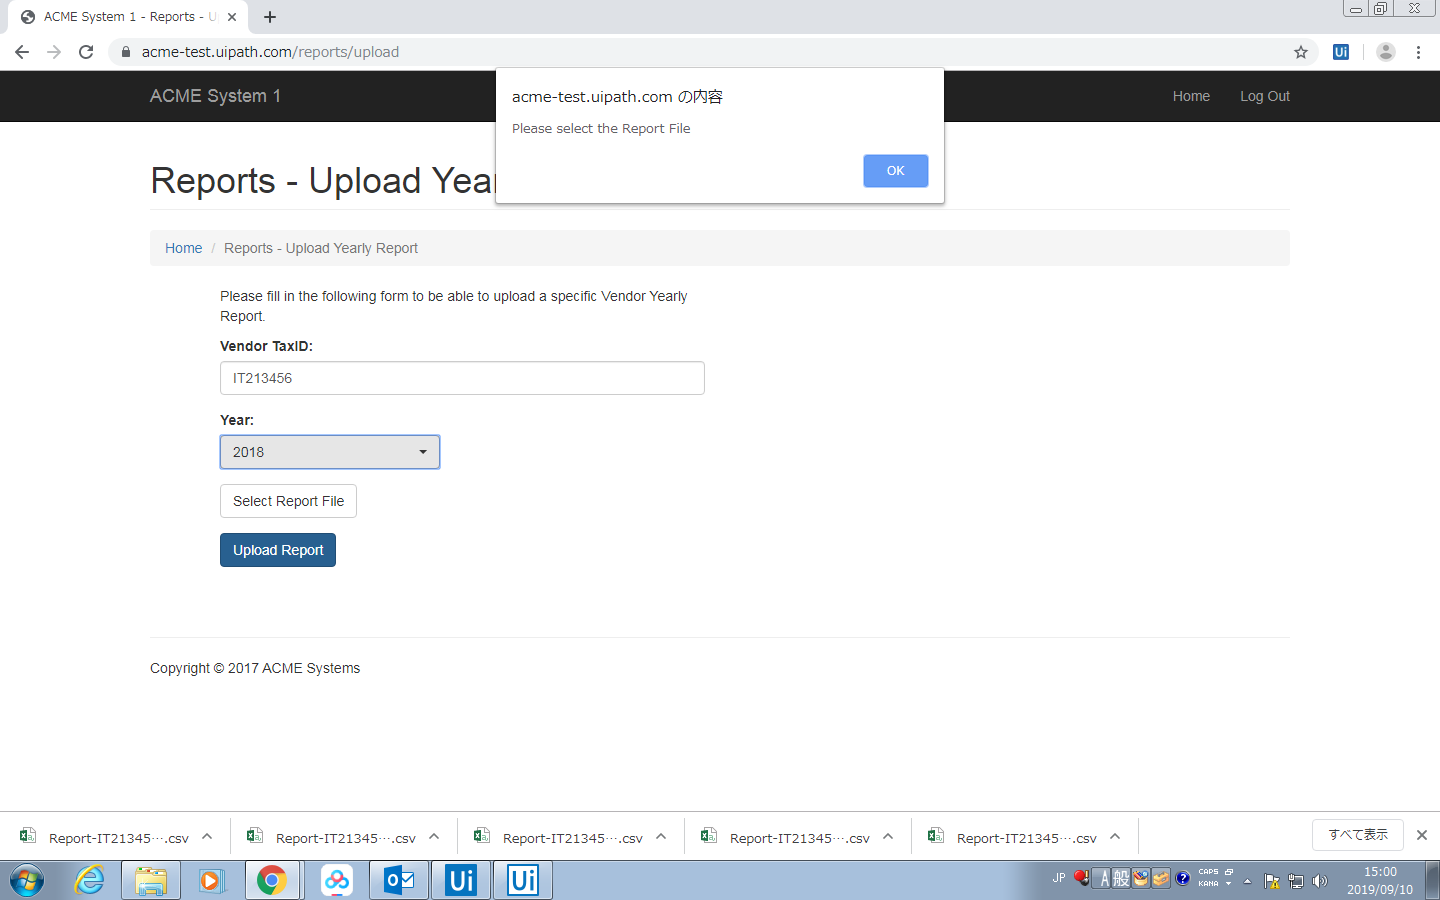 ACME System 1 - Reports - U
acme-test.uipath.com/reports/upload
Ui
ACME System 1
Home
Log Out
acme-test.uipath.com の内容
Please select the Report File
OK
Reports - Upload Year
Home / Reports - Upload Yearly Report
Please fill in the following form to be able to upload a specific Vendor Yearly
Report.
Vendor TaxID:
IT213456
Year:
2018
Select Report File
Upload Report
Copyright © 2017 ACME Systems
Report-IT21345….csv
Report-IT21345….csv
Report-IT21345….csv
Report-IT21345….csv
Report-IT21345….csv
すべて表示
Ui
Ui
JP
A 般
CAPS
KANA
15:00
2019/09/10